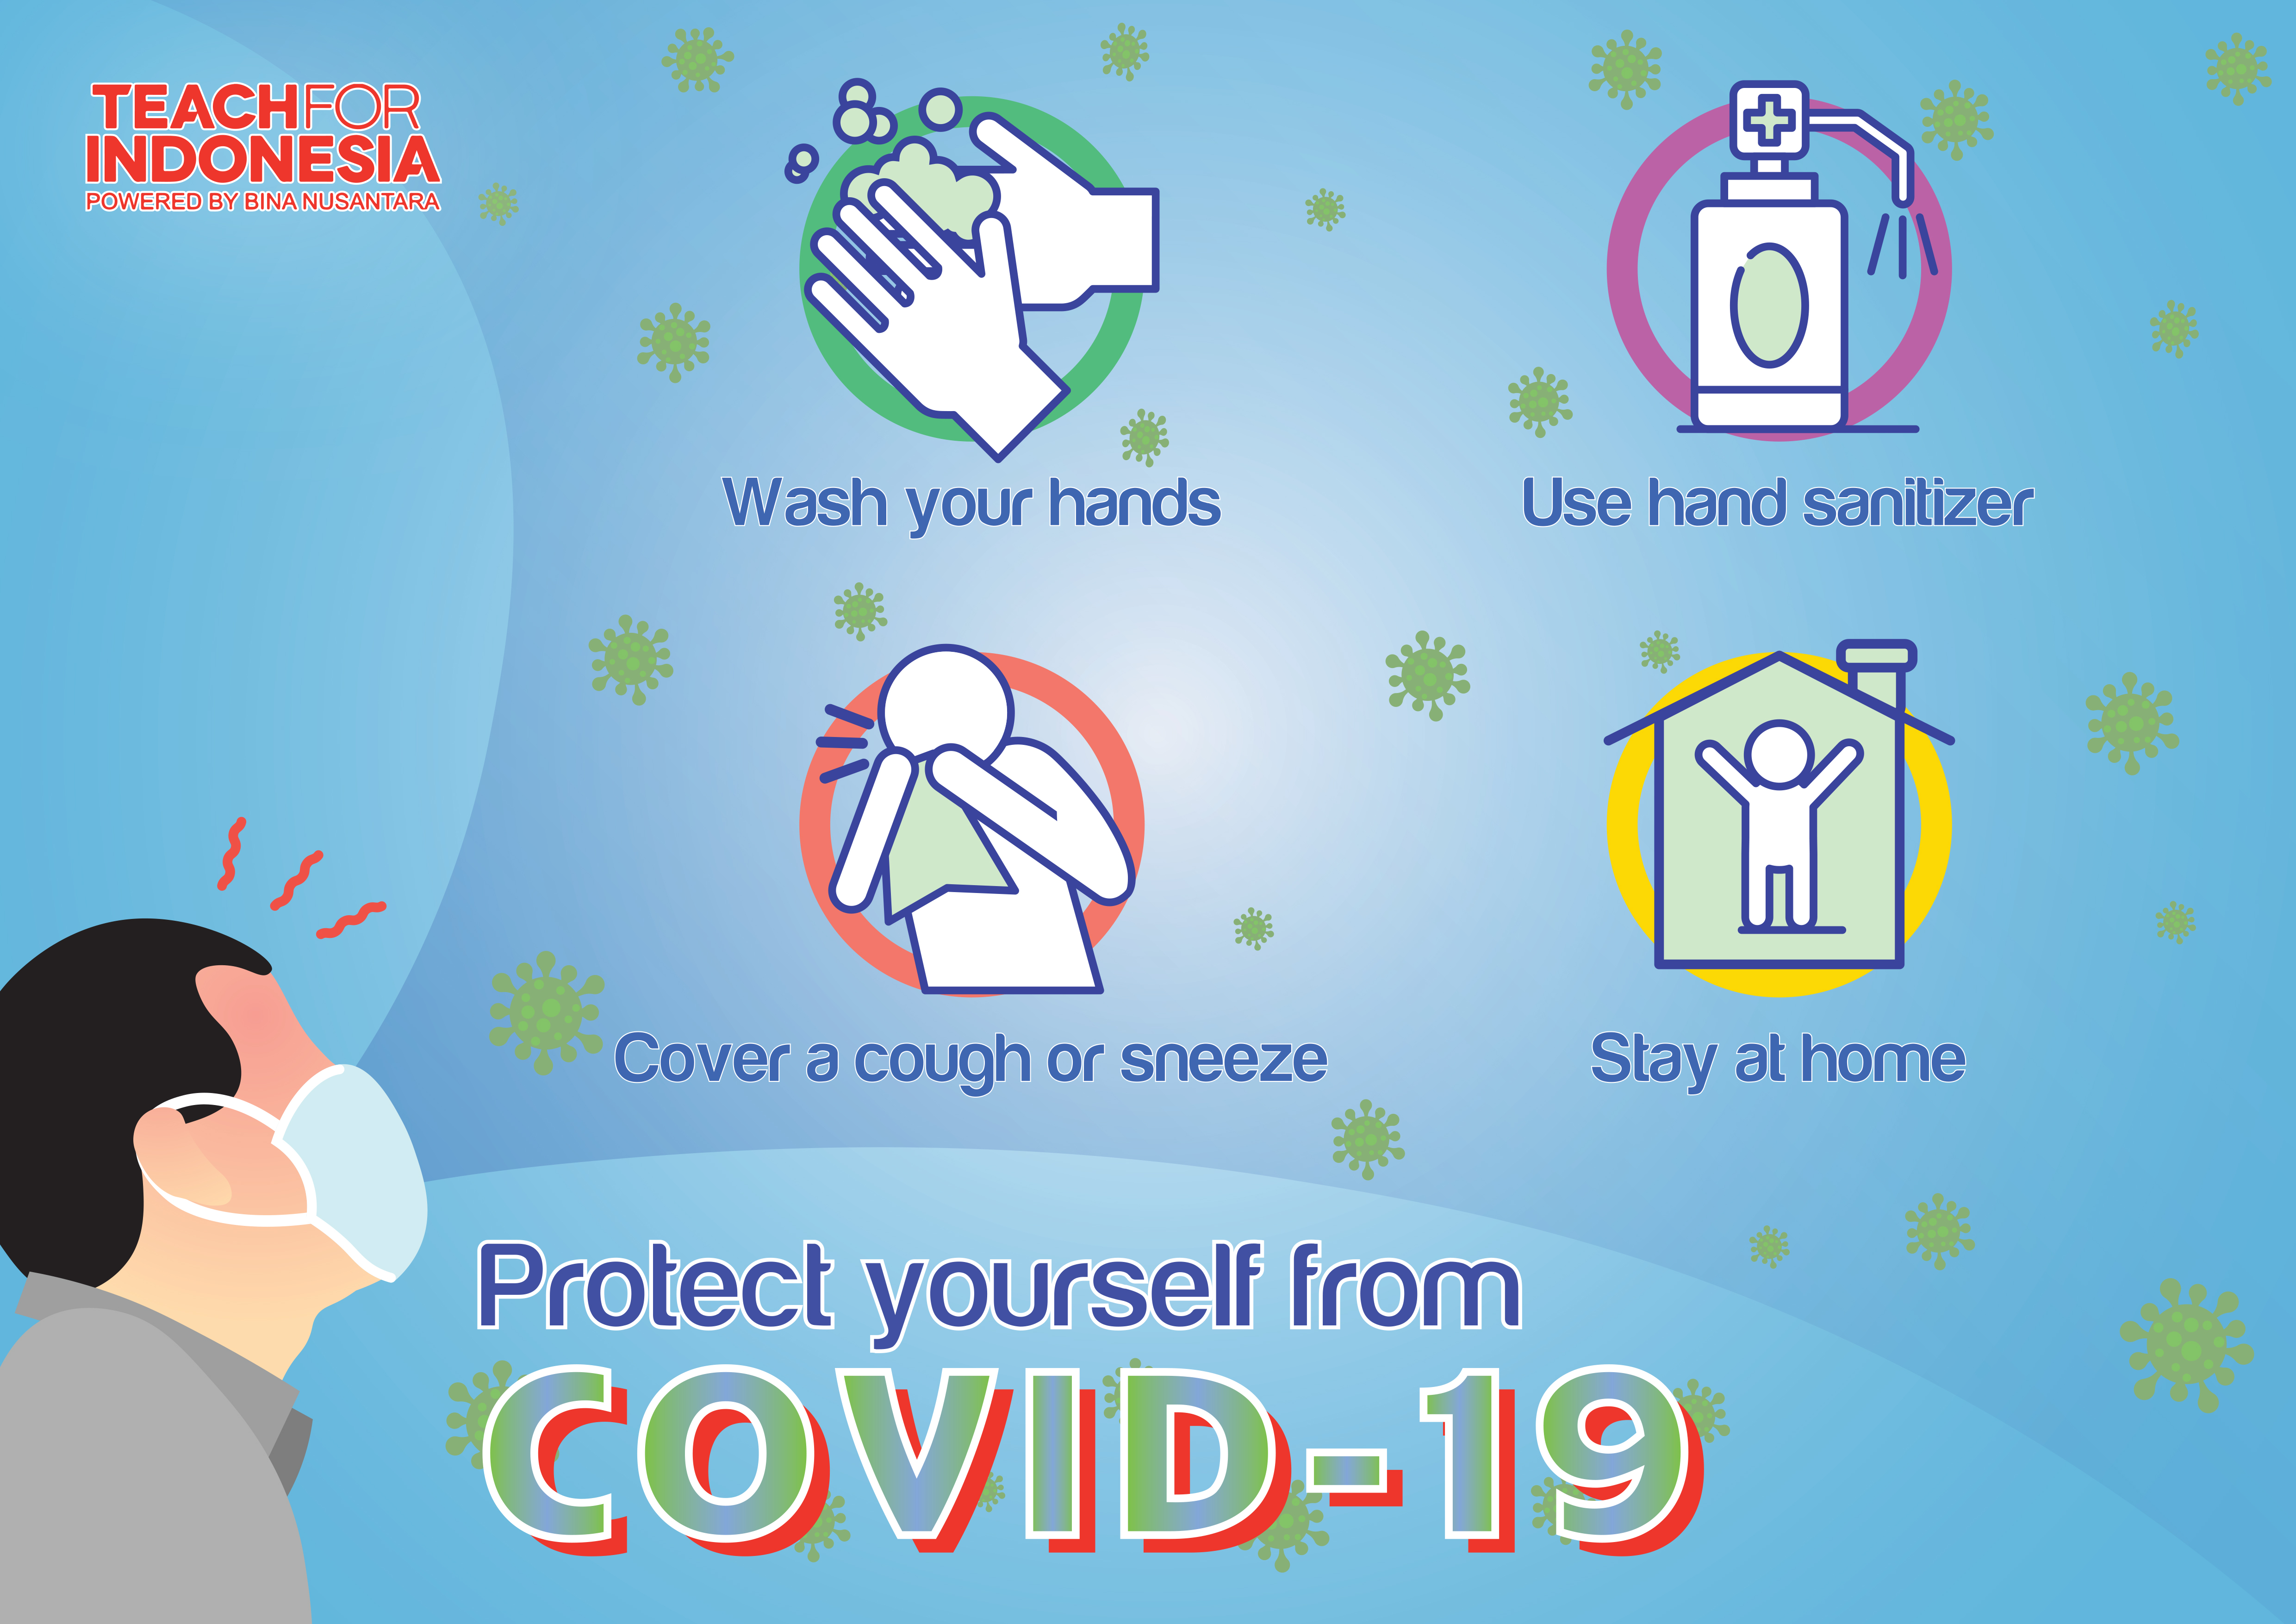 TEACHFOR
INDONESIA
POWERED BY BINA NUSANTARA
Wash your hands
Use hand sanitizer
Cover a cough or sneeze
Stay at home
Protect yourself from
COVID-19